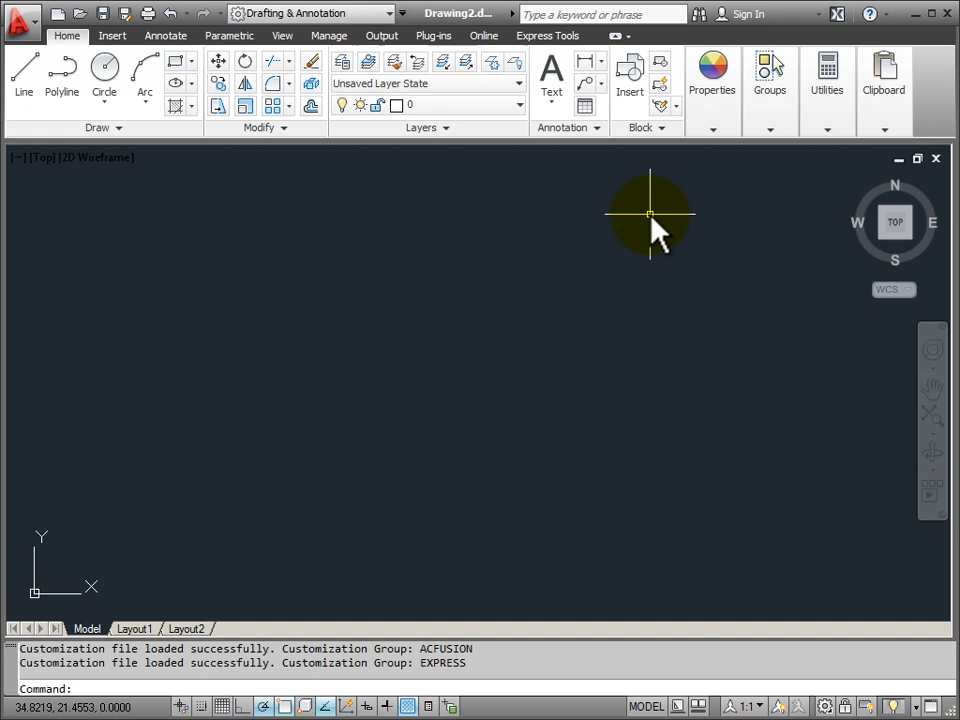 Drafting & Annotation
Drawing2.d...
Type a keyword or phrase
Sign In
Home
Insert
Annotate
Parametric
View
Manage
Output
Plug-ins
Online
Express Tools
Line
Polyline
Circle
Arc
Unsaved Layer State
0
Text
Insert
Properties
Groups
Utilities
Clipboard
Draw
Modify
Layers
Annotation
Block
[−] [Top] [2D Wireframe]
N
W
TOP
E
S
WCS
Y
X
Model
Layout1
Layout2
Customization file loaded successfully. Customization Group: ACFUSION
Customization file loaded successfully. Customization Group: EXPRESS
Command:
34.8219, 21.4553, 0.0000
MODEL
1:1